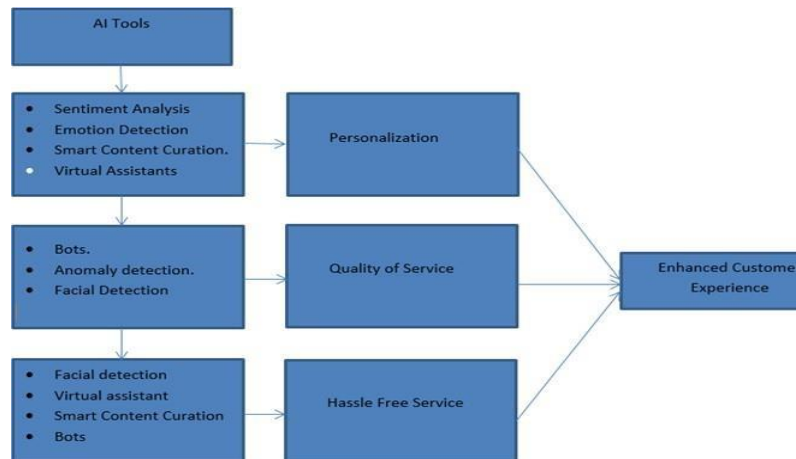 AI Tools
• Sentiment Analysis
• Emotion Detection
• Smart Content Curation.
• Virtual Assistants
Personalization
• Bots.
• Anomaly detection.
• Facial Detection
Quality of Service
Enhanced Custome
Experience
• Facial detection
• Virtual assistant
• Smart Content Curation
• Bots
Hassle Free Service